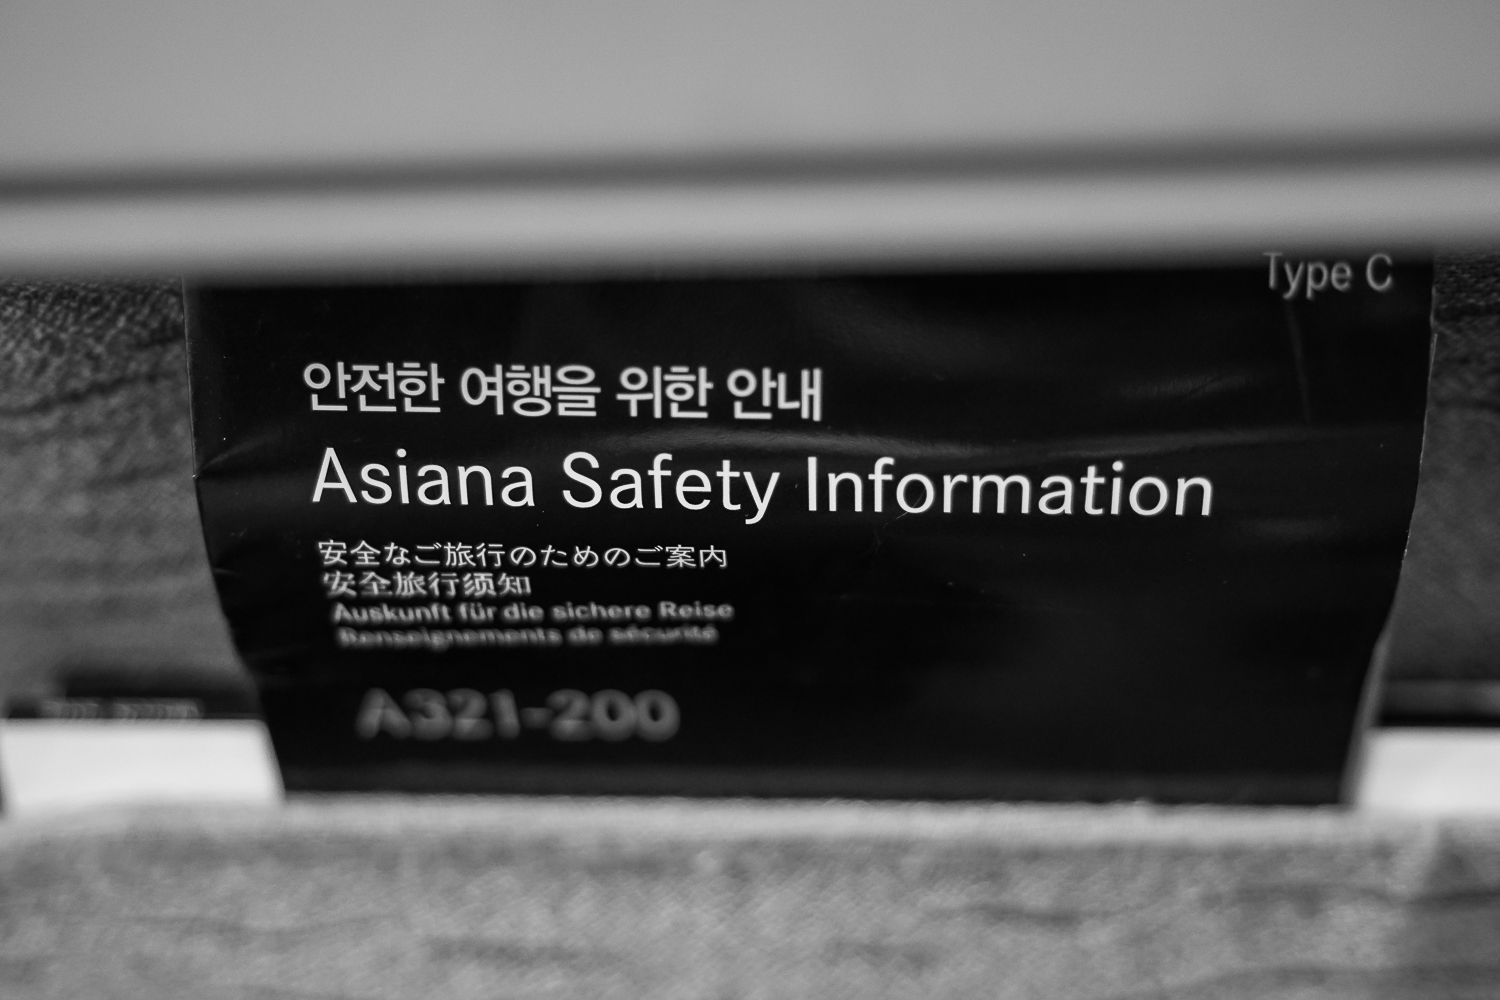 Type C
안전한 여행을 위한 안내
Asiana Safety Information
安全なご旅行のためのご案内
安全旅行须知
Auskunft für die sichere Reise
Renseignements de sécurité
A321-200